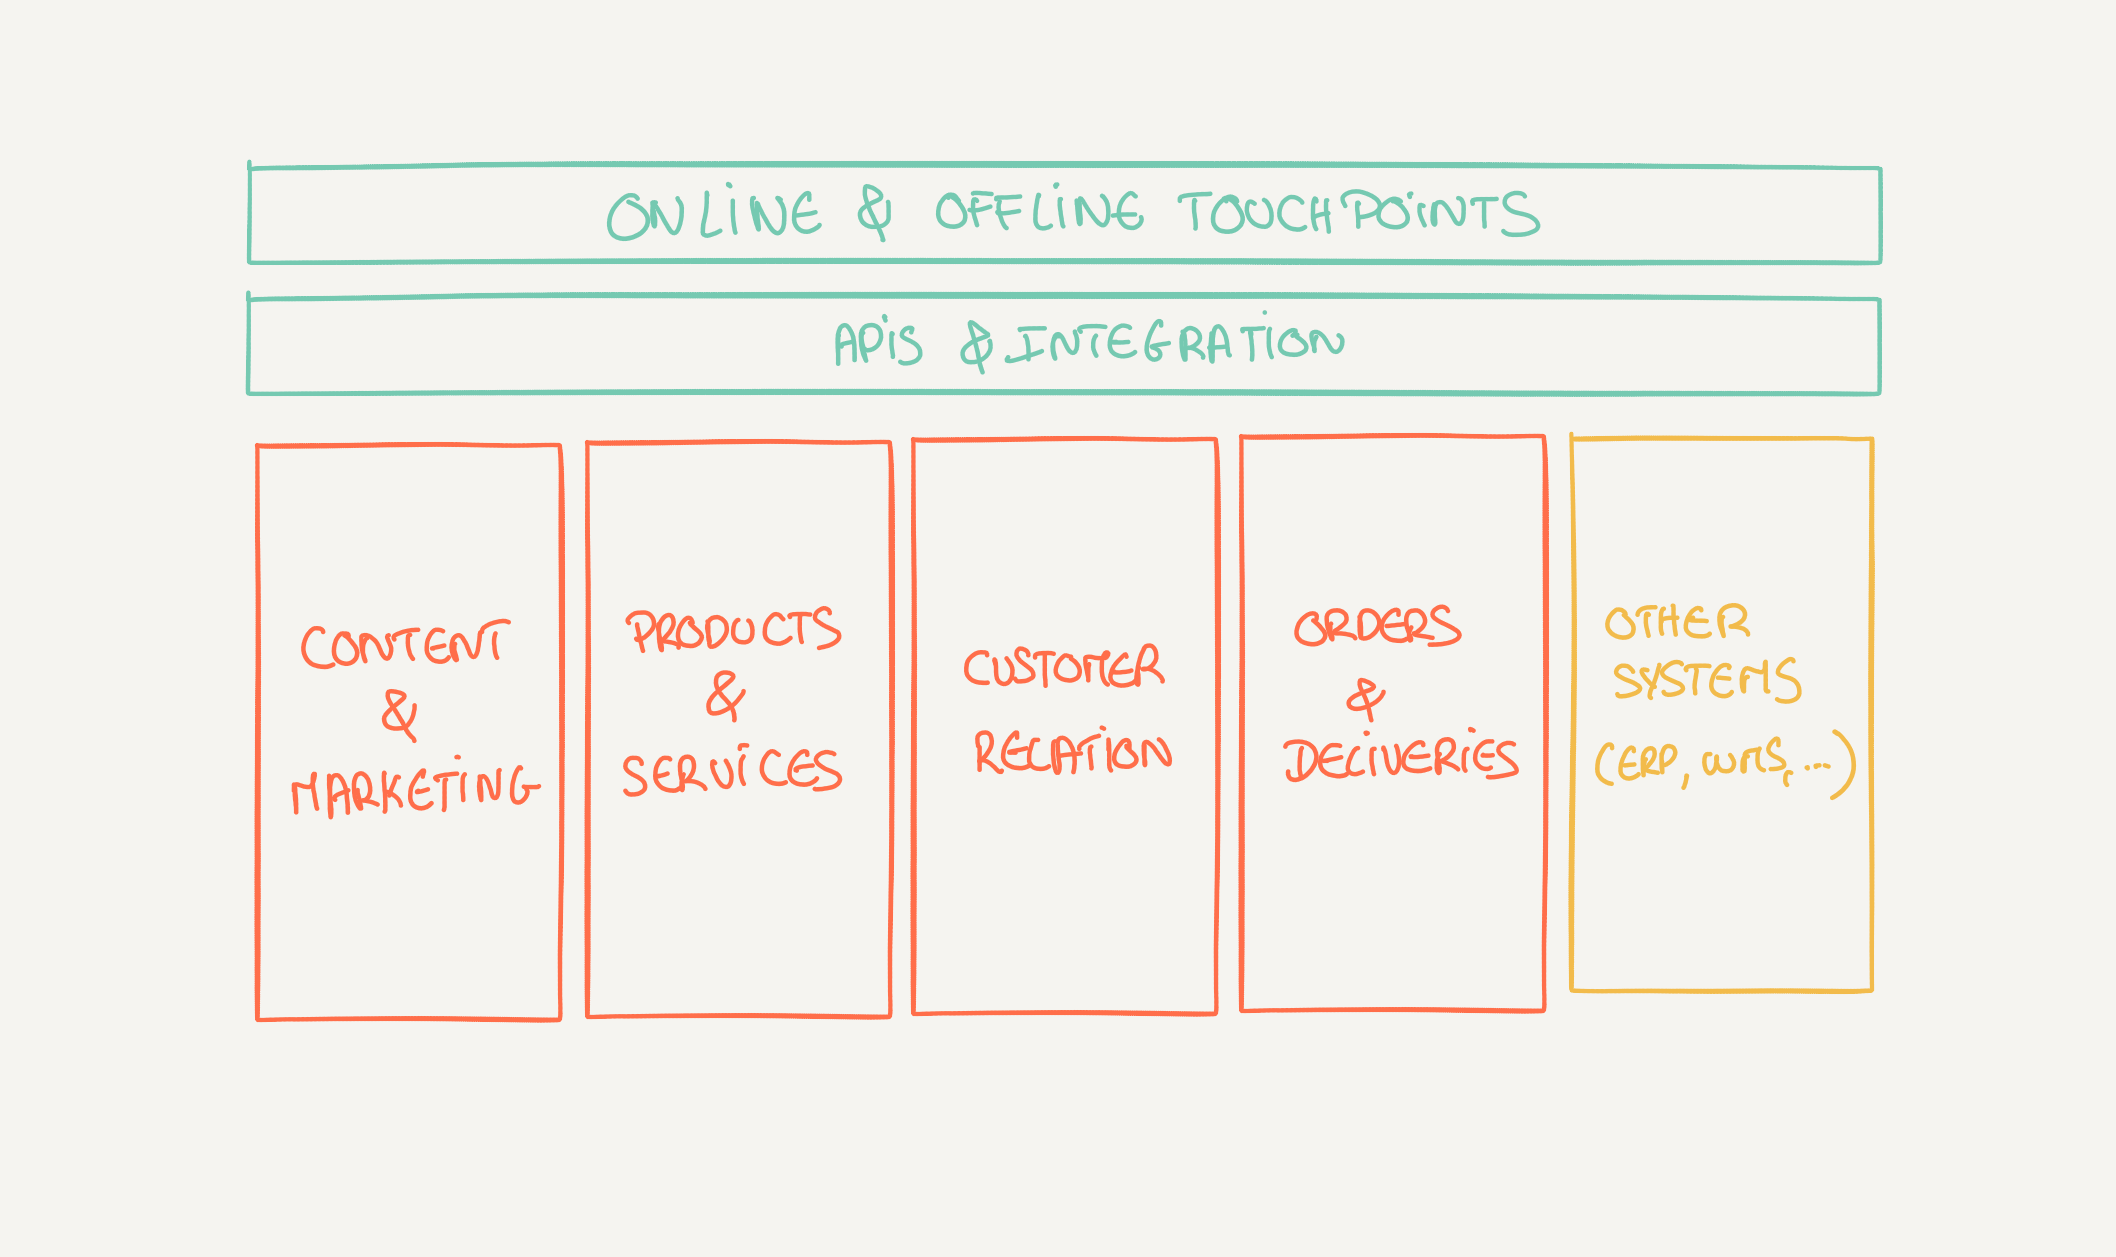 ONLINE & OFFLINE TOUCHPOINTS
APIS & INTEGRATION
CONTENT
&
MARKETING
PRODUCTS
&
SERVICES
CUSTOMER
RELATION
ORDERS
&
DELIVERIES
OTHER
SYSTEMS
(ERP, WMS, ...)